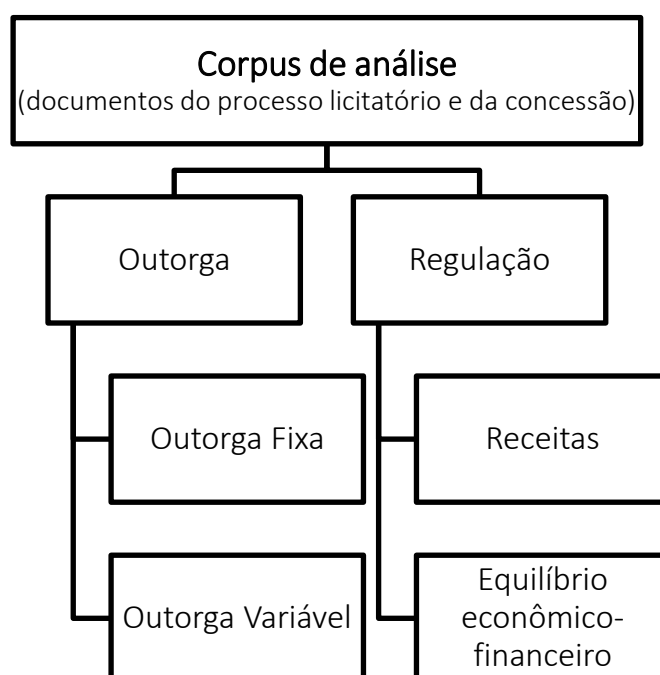 Corpus de análise
(documentos do processo licitatório e da concessão)
Outorga
Regulação
Outorga Fixa
Receitas
Outorga Variável
Equilíbrio
econômico-
financeiro